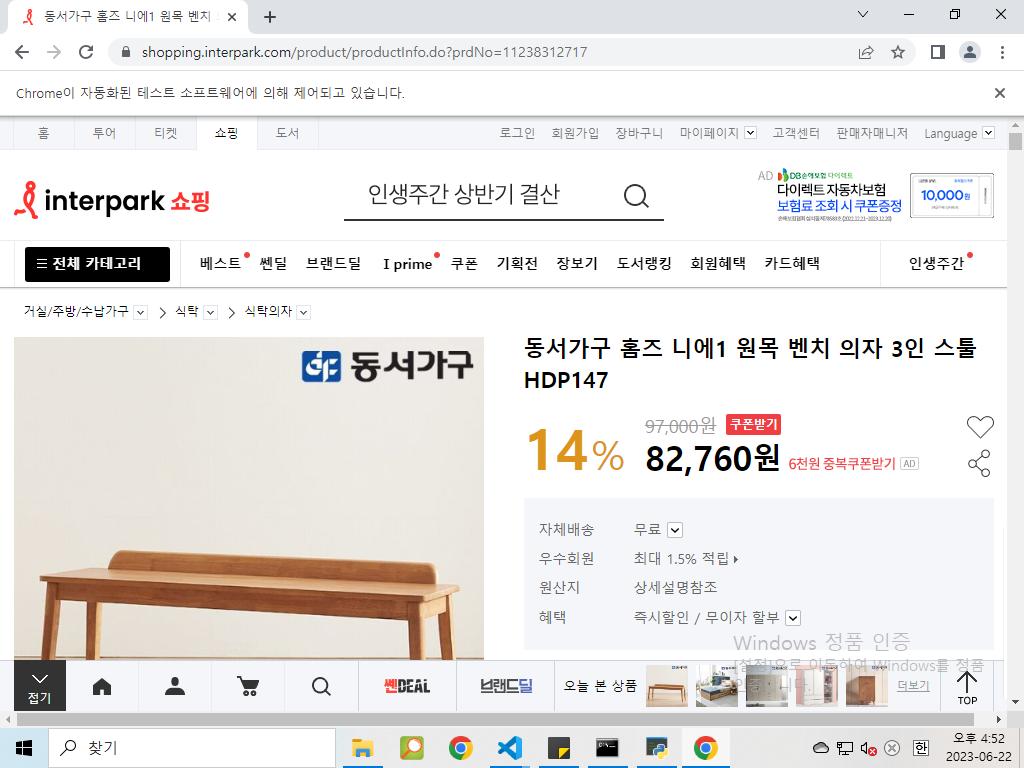 동서가구 홈즈 니에1 원목 벤치
shopping.interpark.com/product/productInfo.do?prdNo=11238312717
Chrome이 자동화된 테스트 소프트웨어에 의해 제어되고 있습니다.
홈 투어 티켓 쇼핑 도서 로그인 회원가입 장바구니 마이페이지 고객센터 판매자매니저 Language
interpark 쇼핑
인생주간 상반기 결산
AD DB손해보험 다이렉트
다이렉트 자동차보험
보험료 조회 시 쿠폰증정
10,000원
전체 카테고리 베스트 쎈딜 브랜드딜 I prime 쿠폰 기획전 장보기 도서랭킹 회원혜택 카드혜택 인생주간
거실/주방/수납가구 식탁 식탁의자
동서가구
동서가구 홈즈 니에1 원목 벤치 의자 3인 스툴
HDP147
14% 97,000원 쿠폰받기
82,760원 6천원 중복쿠폰받기 AD
자체배송 무료
우수회원 최대 1.5% 적립
원산지 상세설명참조
혜택 즉시할인 / 무이자 할부
Windows 정품 인증
[설정]으로 이동하여 Windows를 정품
인증합니다.
접기 쎈DEAL 브랜드딜 오늘 본 상품 더보기 TOP
찾기
한
오후 4:52
2023-06-22